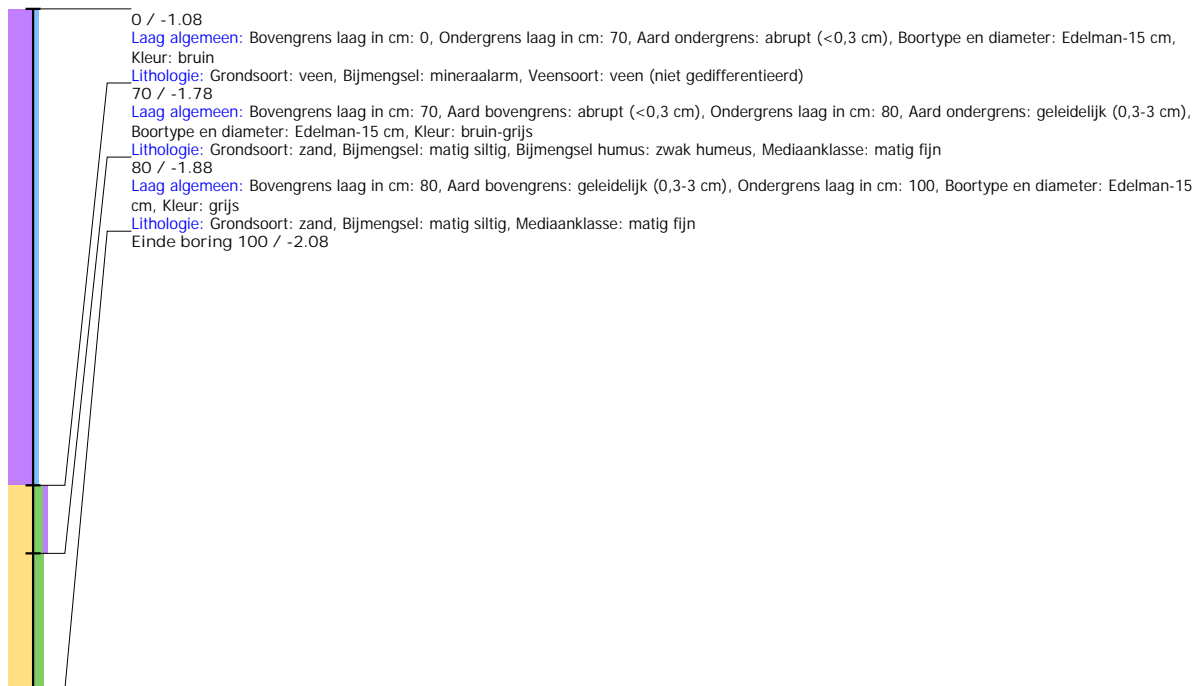 0 / -1.08
Laag algemeen: Bovengrens laag in cm: 0, Ondergrens laag in cm: 70, Aard ondergrens: abrupt (<0,3 cm), Boortype en diameter: Edelman-15 cm,
Kleur: bruin
Lithologie: Grondsoort: veen, Bijmengsel: mineraalarm, Veensoort: veen (niet gedifferentieerd)
70 / -1.78
Laag algemeen: Bovengrens laag in cm: 70, Aard bovengrens: abrupt (<0,3 cm), Ondergrens laag in cm: 80, Aard ondergrens: geleidelijk (0,3-3 cm),
Boortype en diameter: Edelman-15 cm, Kleur: bruin-grijs
Lithologie: Grondsoort: zand, Bijmengsel: matig siltig, Bijmengsel humus: zwak humeus, Mediaanklasse: matig fijn
80 / -1.88
Laag algemeen: Bovengrens laag in cm: 80, Aard bovengrens: geleidelijk (0,3-3 cm), Ondergrens laag in cm: 100, Boortype en diameter: Edelman-15
cm, Kleur: grijs
Lithologie: Grondsoort: zand, Bijmengsel: matig siltig, Mediaanklasse: matig fijn
Einde boring 100 / -2.08